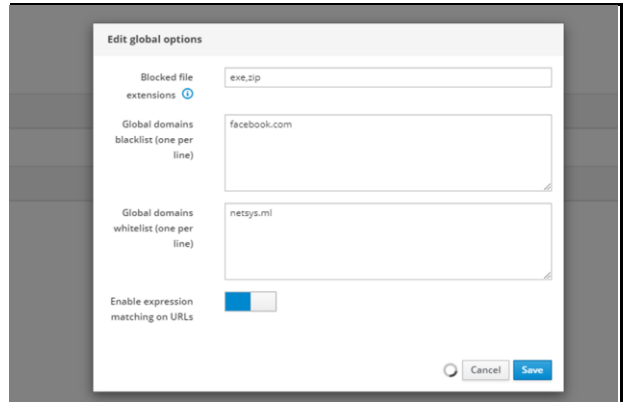 Edit global options
Blocked file
extensions
exe,zip
Global domains
blacklist (one per
line)
facebook.com
Global domains
whitelist (one per
line)
netsys.ml
Enable expression
matching on URLs
Cancel
Save